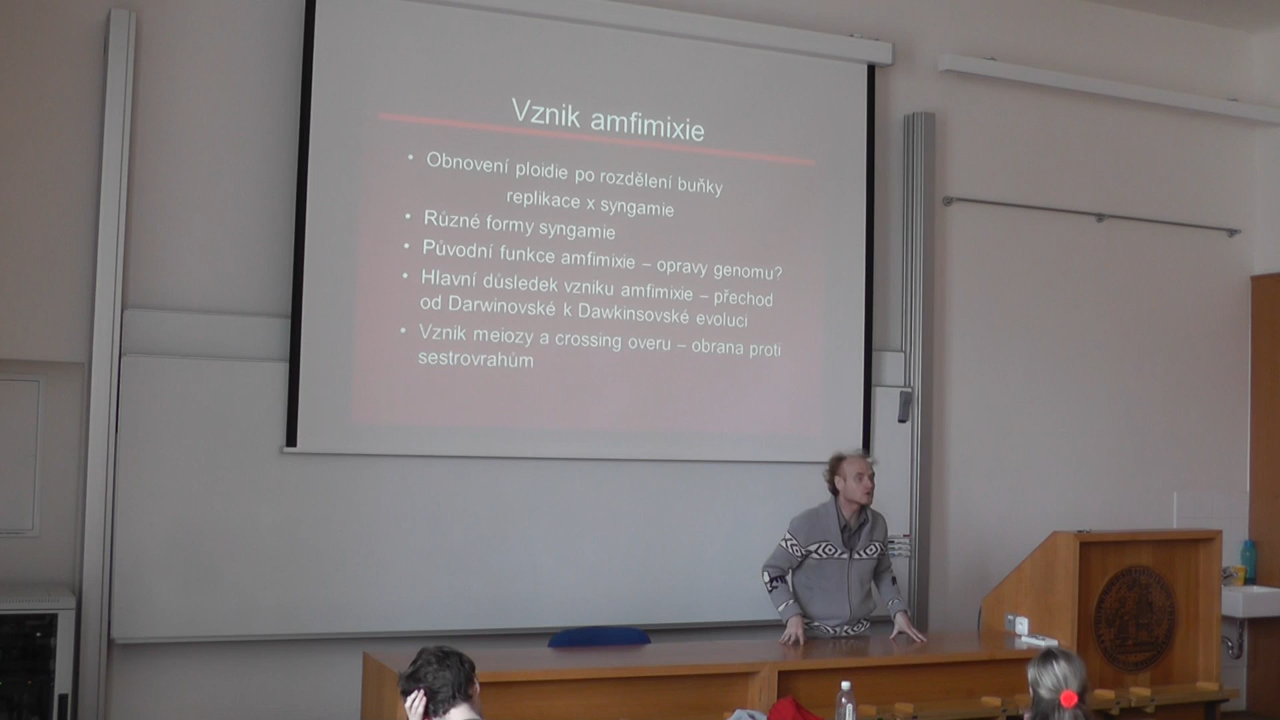 Vznik amfimixie
• Obnovení ploidie po rozdělení buňky
replikace x syngamie
• Různé formy syngamie
• Původní funkce amfimixie – opravy genomu?
• Hlavní důsledek vzniku amfimixie – přechod
od Darwinovské k Dawkinsovské evoluci
• Vznik meiozy a crossing overu – obrana proti
sestrovrahům